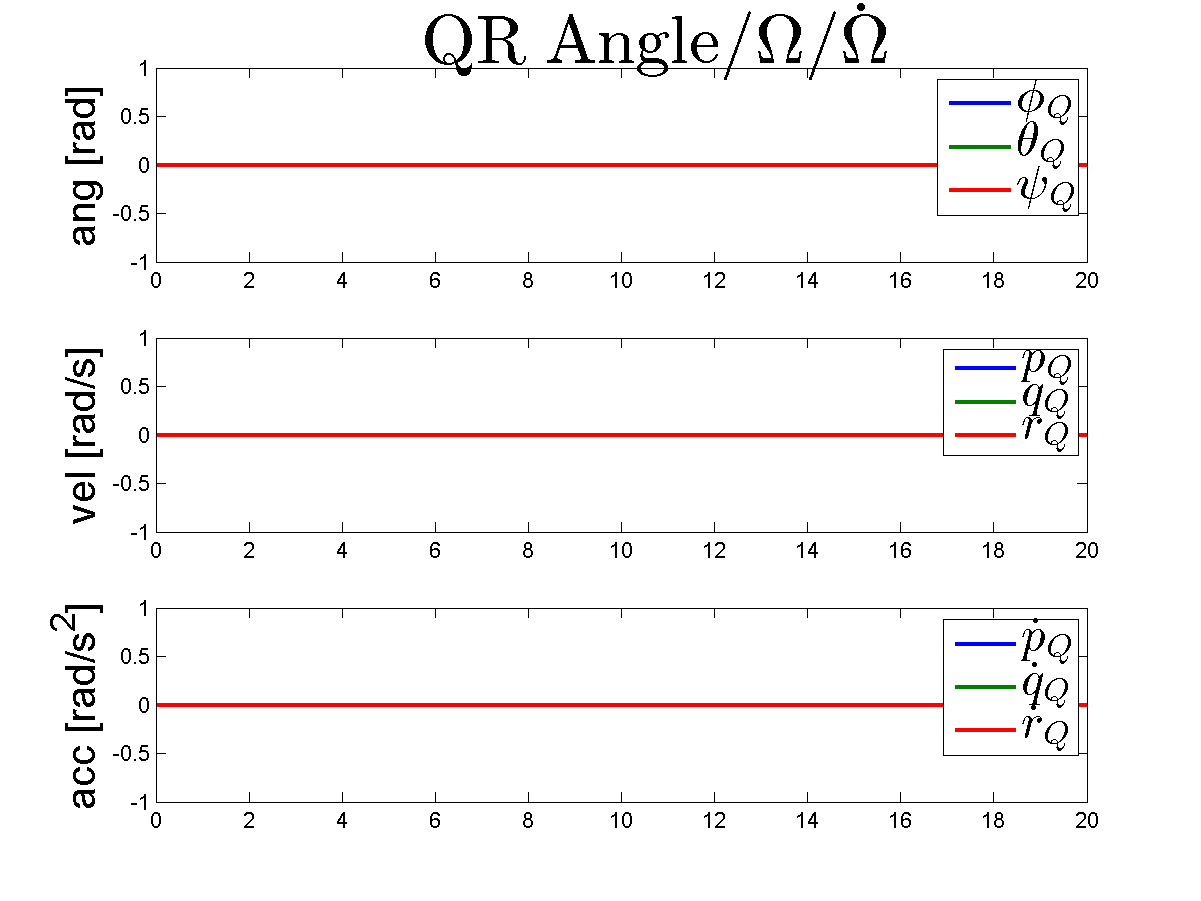 QR Angle/Ω/Ω̇
ang [rad]
1
0.5
0
-0.5
-1
0 2 4 6 8 10 12 14 16 18 20
ϕQ
θQ
ψQ
vel [rad/s]
1
0.5
0
-0.5
-1
0 2 4 6 8 10 12 14 16 18 20
pQ
qQ
rQ
acc [rad/s²]
1
0.5
0
-0.5
-1
0 2 4 6 8 10 12 14 16 18 20
ṗQ
q̇Q
ṙQ